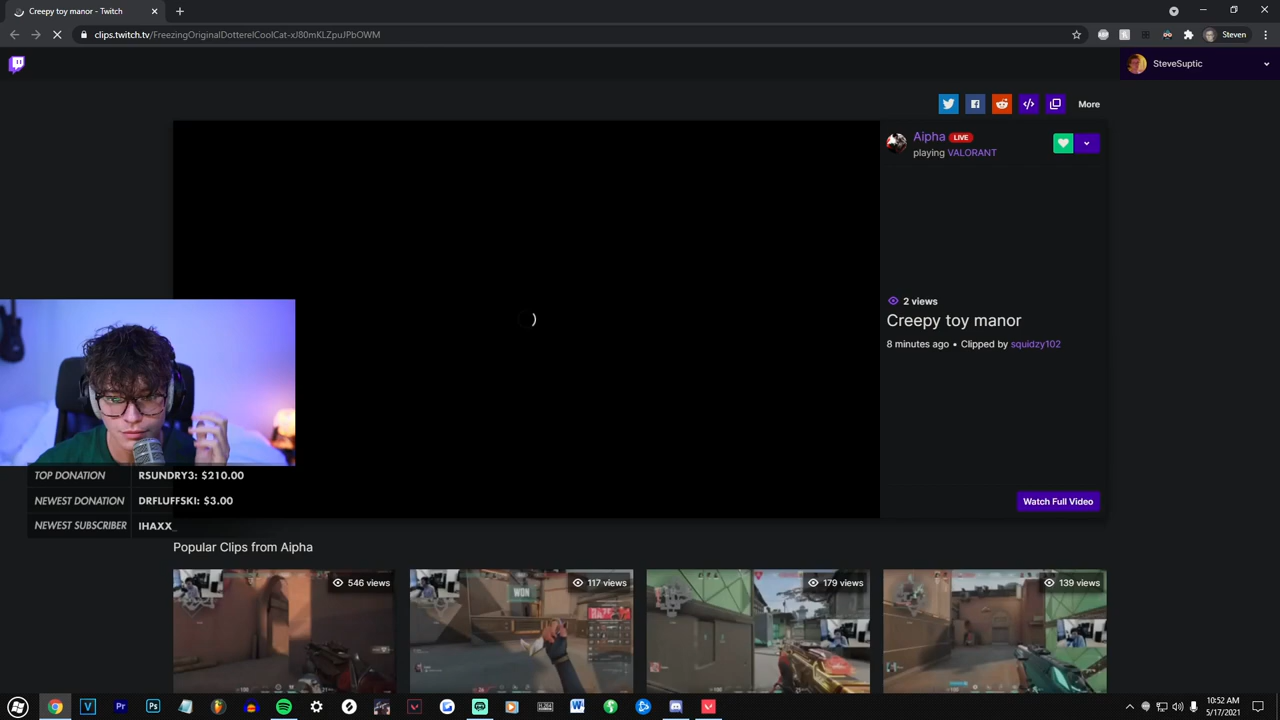 Creepy toy manor - Twitch
clips.twitch.tv/FreezingOriginalDotterelCoolCat-xJ80mKLZpuJPbOWM
Steven
SteveSuptic
More
Aipha LIVE
playing VALORANT
2 views
Creepy toy manor
8 minutes ago • Clipped by squidzy102
Watch Full Video
TOP DONATION RSUNDRY3: $210.00
NEWEST DONATION DRFLUFFSKI: $3.00
NEWEST SUBSCRIBER IHAXX_
Popular Clips from Aipha
546 views
117 views
179 views
139 views
WON
10:52 AM
5/17/2021